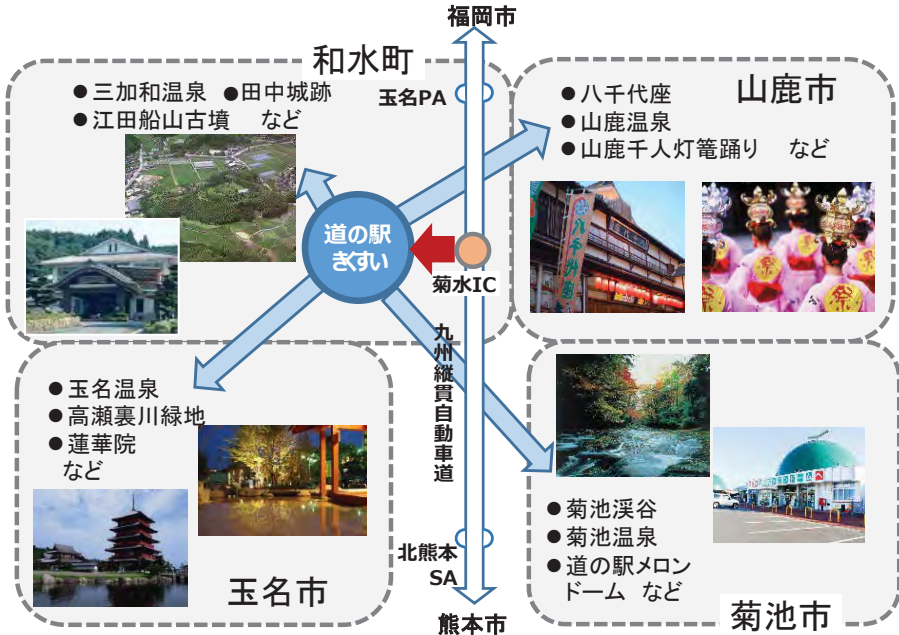 福岡市
和水町
●三加和温泉 ●田中城跡
●江田船山古墳 など
玉名PA
山鹿市
●八千代座
●山鹿温泉
●山鹿千人灯篭踊り など
八千代座
祭
祭
道の駅
きくすい
菊水IC
九州縦貫自動車道
●玉名温泉
●高瀬裏川緑地
●蓮華院
など
玉名市
●菊池渓谷
●菊池温泉
●道の駅メロン
ドーム など
菊池市
北熊本
SA
熊本市